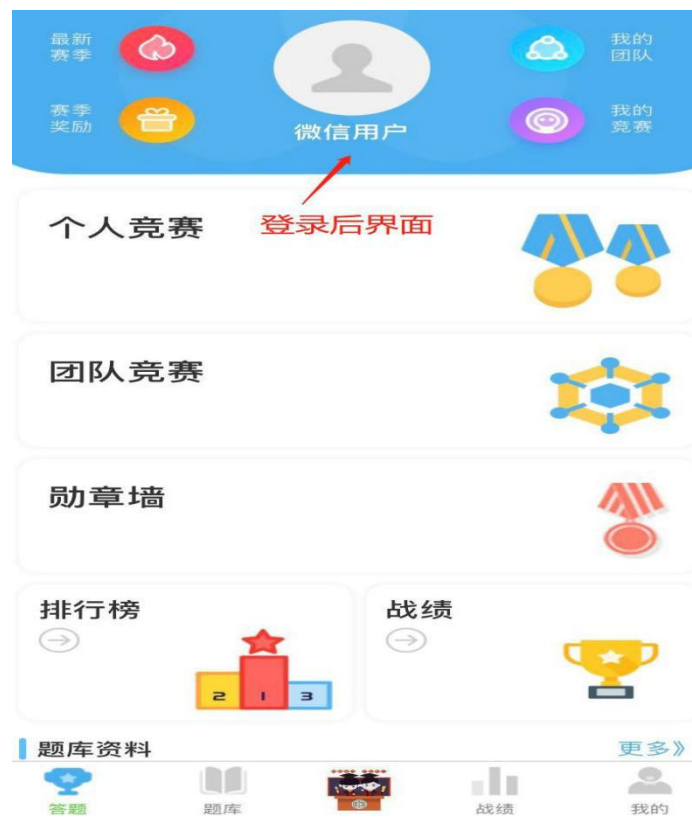 最新
赛季
我的
团队
赛季
奖励
我的
竞赛
微信用户
个人竞赛
登录后界面
团队竞赛
勋章墙
排行榜
战绩
2 1 3
题库资料
更多》
答题
题库
战绩
我的